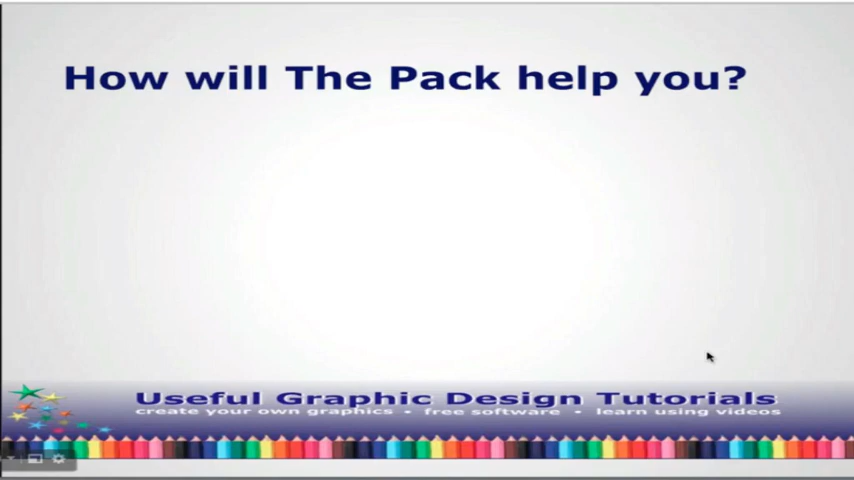 How will The Pack help you?
Useful Graphic Design Tutorials
create your own graphics • free software • learn using videos